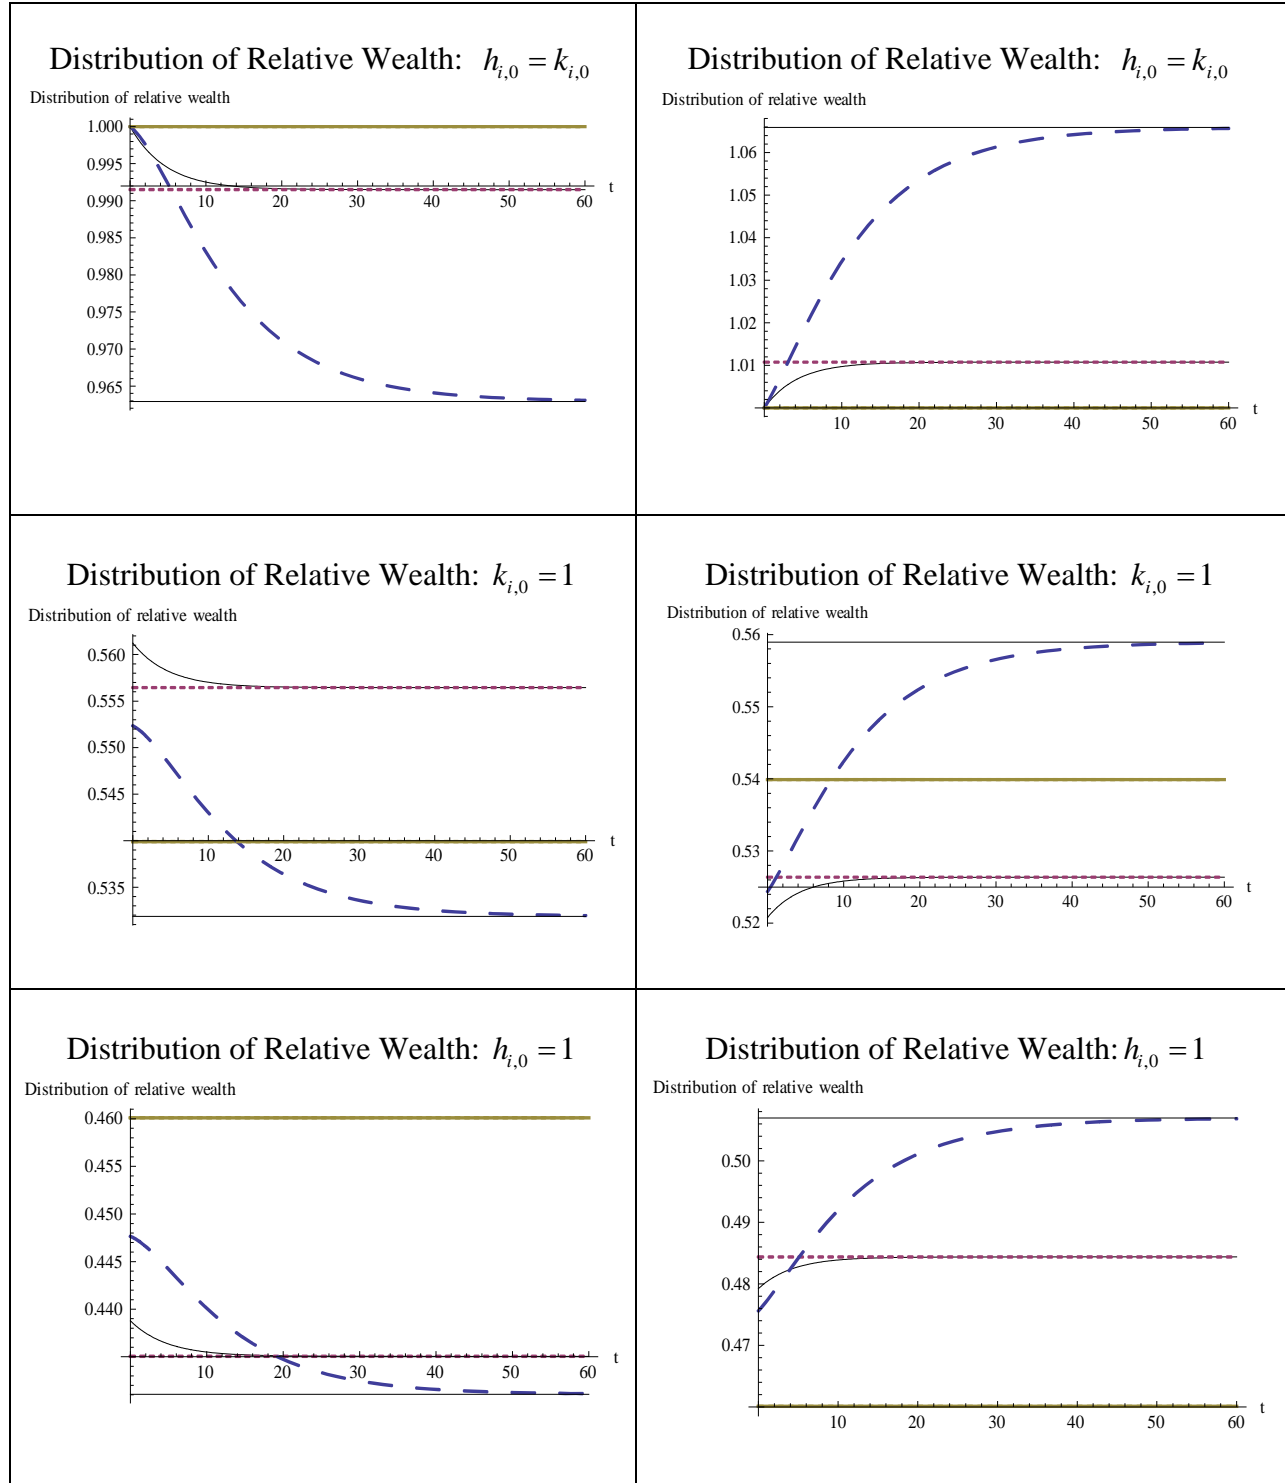 Distribution of Relative Wealth: h_{i,0} = k_{i,0}
Distribution of relative wealth
1.000
0.995
0.990
0.985
0.980
0.975
0.970
0.965
10 20 30 40 50 60 t
Distribution of Relative Wealth: h_{i,0} = k_{i,0}
Distribution of relative wealth
1.06
1.05
1.04
1.03
1.02
1.01
10 20 30 40 50 60 t
Distribution of Relative Wealth: k_{i,0} = 1
Distribution of relative wealth
0.560
0.555
0.550
0.545
0.535
10 20 30 40 50 60 t
Distribution of Relative Wealth: k_{i,0} = 1
Distribution of relative wealth
0.56
0.55
0.54
0.53
0.52
10 20 30 40 50 60 t
Distribution of Relative Wealth: h_{i,0} = 1
Distribution of relative wealth
0.460
0.455
0.450
0.445
0.440
10 20 30 40 50 60 t
Distribution of Relative Wealth: h_{i,0} = 1
Distribution of relative wealth
0.50
0.49
0.48
0.47
10 20 30 40 50 60 t